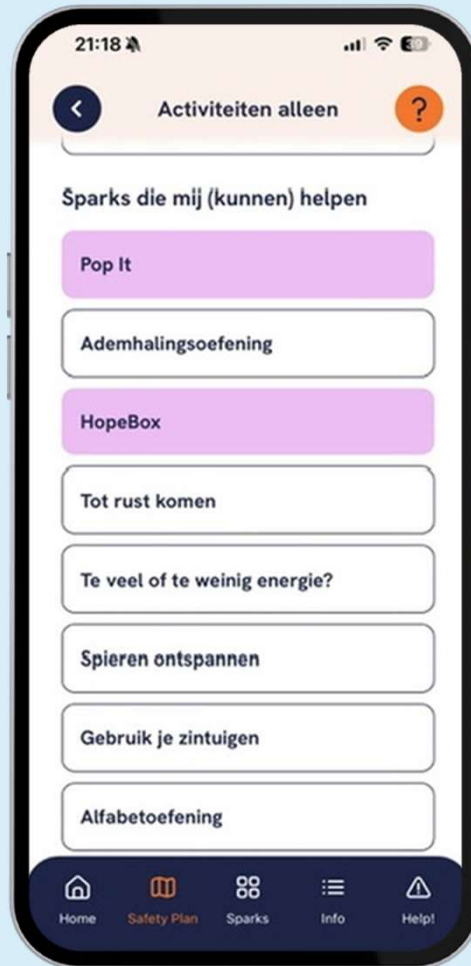 21:18
39
Activiteiten alleen
?
Sparks die mij (kunnen) helpen
Pop It
Ademhalingsoefening
HopeBox
Tot rust komen
Te veel of te weinig energie?
Spieren ontspannen
Gebruik je zintuigen
Alfabetoefening
Home Safety Plan Sparks Info Help!